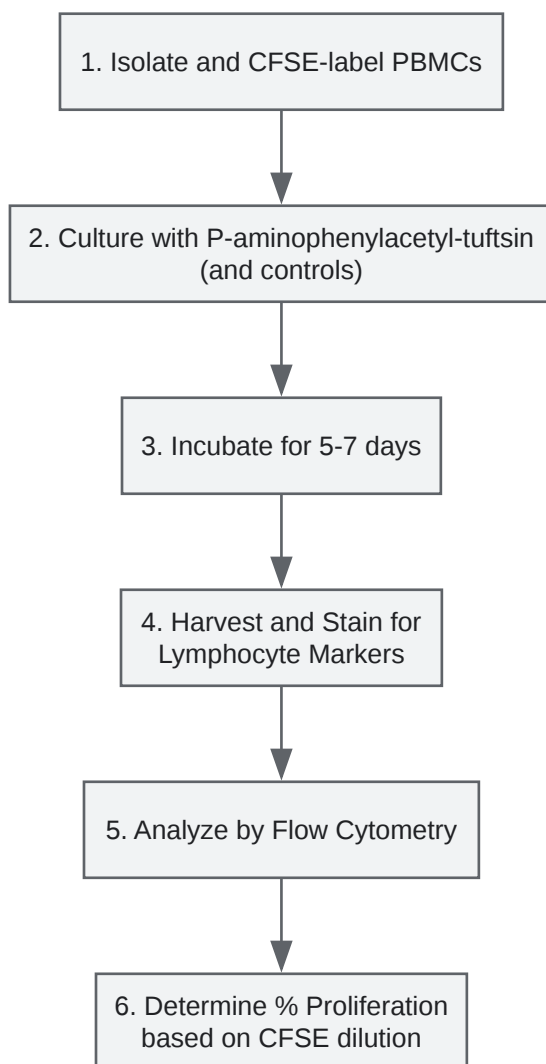 1. Isolate and CFSE-label PBMCs
2. Culture with P-aminophenylacetyl-tuftsin
(and controls)
3. Incubate for 5-7 days
4. Harvest and Stain for
Lymphocyte Markers
5. Analyze by Flow Cytometry
6. Determine % Proliferation
based on CFSE dilution